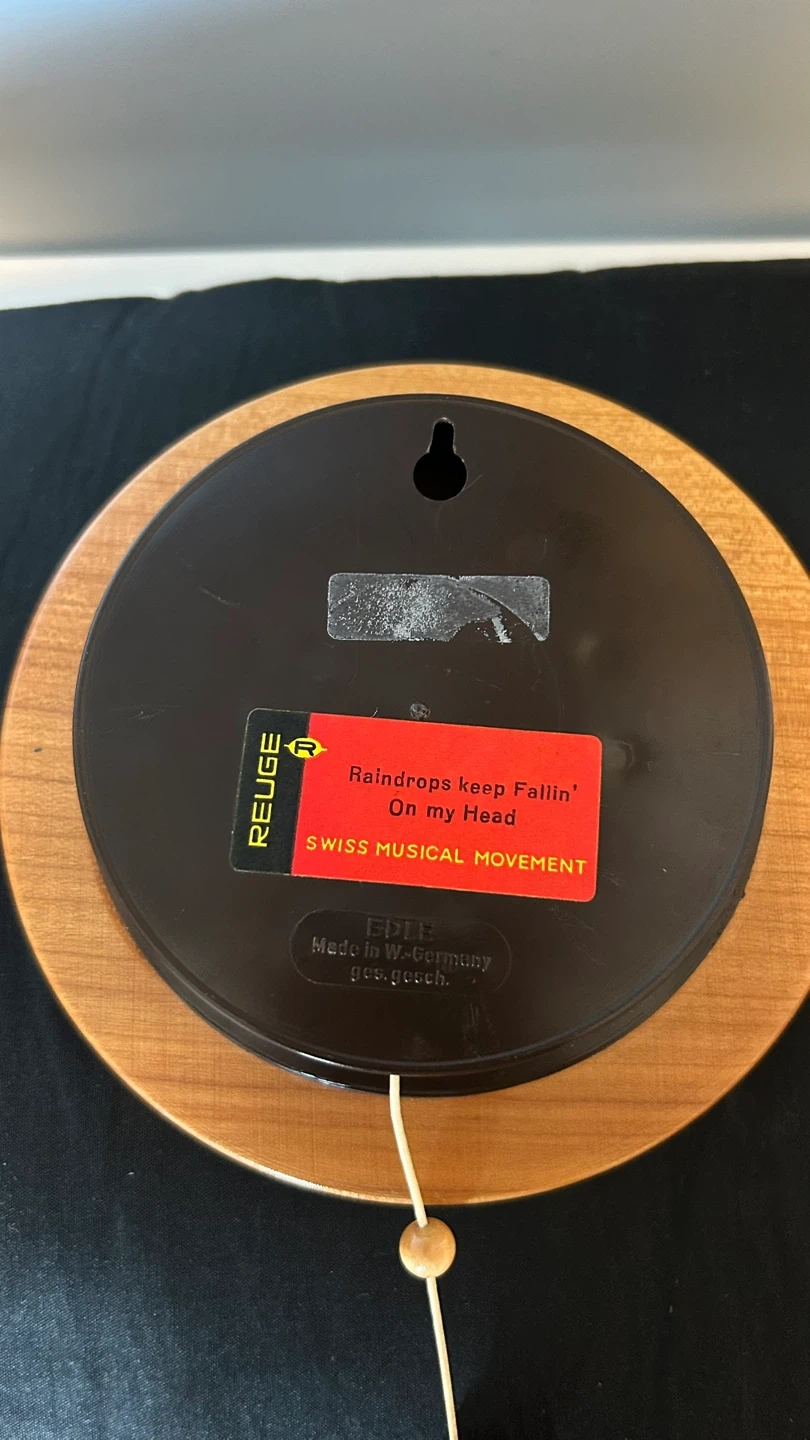 REUGE
R
Raindrops keep Fallin'
On my Head
SWISS MUSICAL MOVEMENT
Made in W.-Germany
ges. gesch.